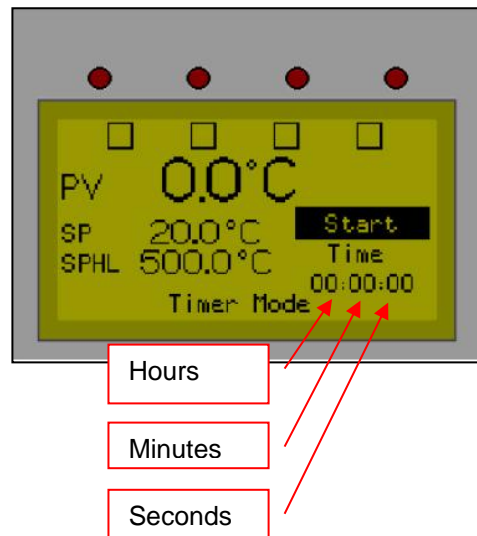 PV 0.0°C
SP 20.0°C Start
SPHL 500.0°C Time
00:00:00
Timer Mode
Hours
Minutes
Seconds